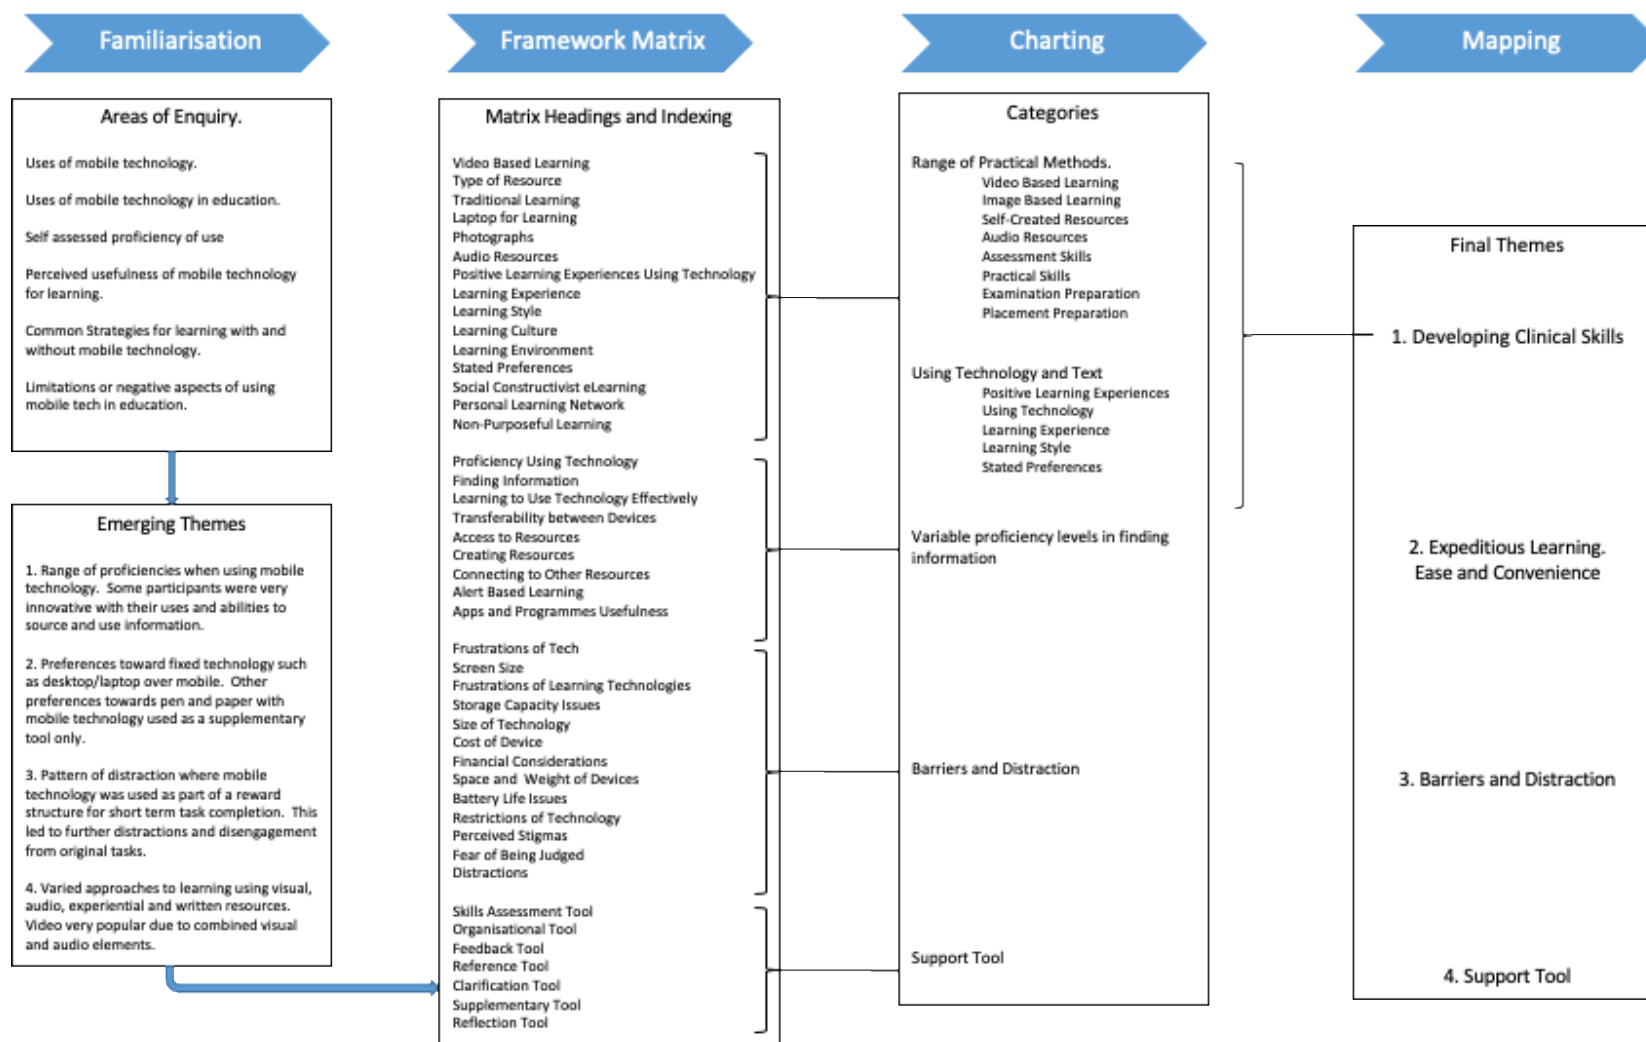 Familiarisation
Framework Matrix
Charting
Mapping
Areas of Enquiry.
Uses of mobile technology.
Uses of mobile technology in education.
Self assessed proficiency of use
Perceived usefulness of mobile technology
for learning.
Common Strategies for learning with and
without mobile technology.
Limitations or negative aspects of using
mobile tech in education.
Emerging Themes
1. Range of proficiencies when using mobile
technology. Some participants were very
innovative with their uses and abilities to
source and use information.
2. Preferences toward fixed technology such
as desktop/laptop over mobile. Other
preferences towards pen and paper with
mobile technology used as a supplementary
tool only.
3. Pattern of distraction where mobile
technology was used as part of a reward
structure for short term task completion. This
led to further distractions and disengagement
from original tasks.
4. Varied approaches to learning using visual,
audio, experiential and written resources.
Video very popular due to combined visual
and audio elements.
Matrix Headings and Indexing
Video Based Learning
Type of Resource
Traditional Learning
Laptop for Learning
Photographs
Audio Resources
Positive Learning Experiences Using Technology
Learning Experience
Learning Style
Learning Culture
Learning Environment
Stated Preferences
Social Constructivist eLearning
Personal Learning Network
Non-Purposeful Learning
Proficiency Using Technology
Finding Information
Learning to Use Technology Effectively
Transferability between Devices
Access to Resources
Creating Resources
Connecting to Other Resources
Alert Based Learning
Apps and Programmes Usefulness
Frustrations of Tech
Screen Size
Frustrations of Learning Technologies
Storage Capacity Issues
Size of Technology
Cost of Device
Financial Considerations
Space and Weight of Devices
Battery Life Issues
Restrictions of Technology
Perceived Stigmas
Fear of Being Judged
Distractions
Skills Assessment Tool
Organisational Tool
Feedback Tool
Reference Tool
Clarification Tool
Supplementary Tool
Reflection Tool
Categories
Range of Practical Methods.
Video Based Learning
Image Based Learning
Self-Created Resources
Audio Resources
Assessment Skills
Practical Skills
Examination Preparation
Placement Preparation
Using Technology and Text
Positive Learning Experiences
Using Technology
Learning Experience
Learning Style
Stated Preferences
Variable proficiency levels in finding
information
Barriers and Distraction
Support Tool
Final Themes
1. Developing Clinical Skills
2. Expeditious Learning.
Ease and Convenience
3. Barriers and Distraction
4. Support Tool